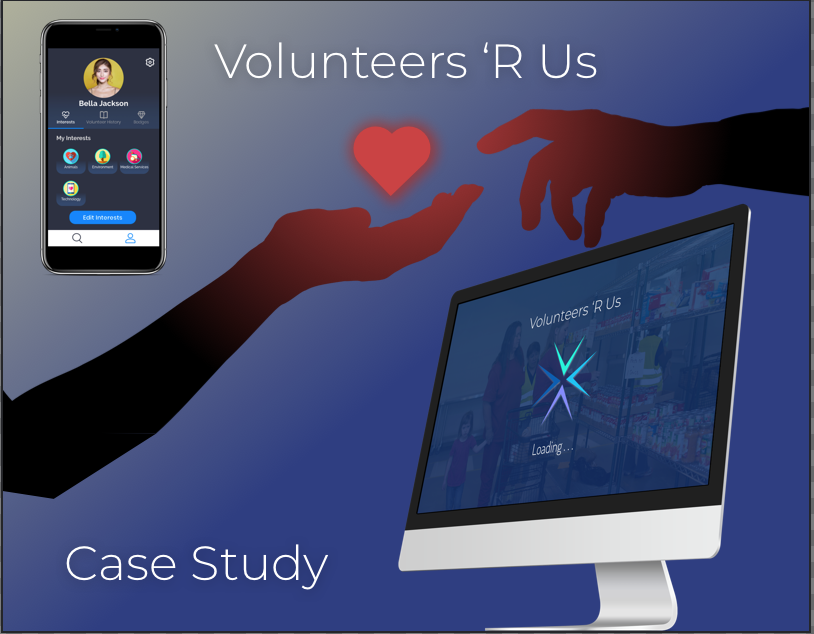 Volunteers ‘R Us
Bella Jackson
Interests
Volunteer History
Badges
My Interests
Animals
Environment
Medical Services
Technology
Edit Interests
Volunteers ‘R Us
Loading...
Case Study